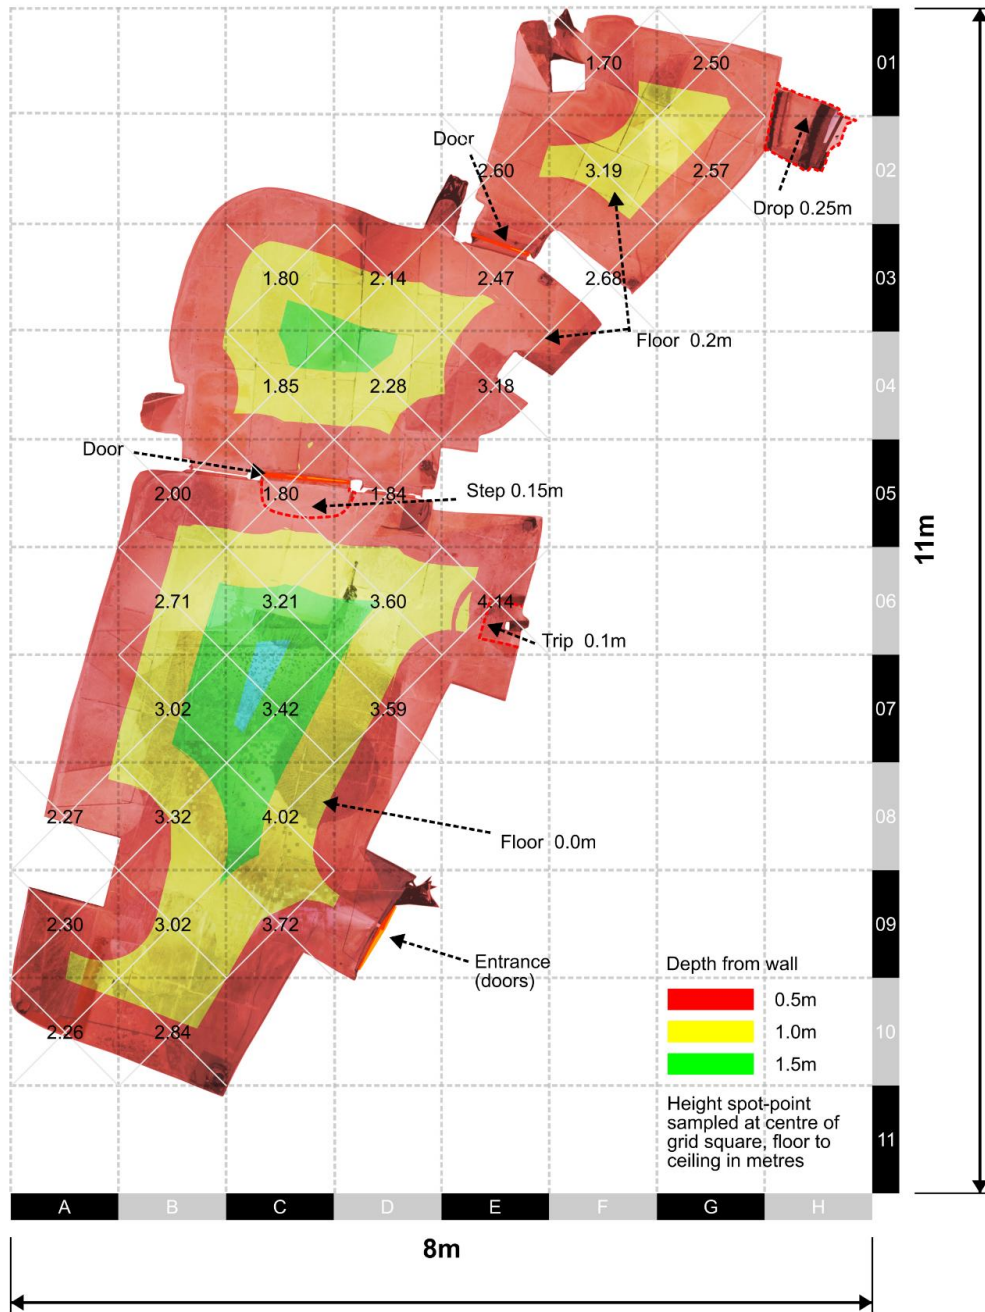 01
1.70
2.50
Door
2.60
3.19
2.57
02
Drop 0.25m
1.80
2.14
2.47
2.68
03
Floor 0.2m
1.85
2.28
3.18
04
Door
2.00
1.80
1.84
Step 0.15m
05
11m
2.71
3.21
3.60
4.14
06
Trip 0.1m
3.02
3.42
3.59
07
2.27
3.32
4.02
08
Floor 0.0m
2.30
3.02
3.72
09
Entrance
(doors)
Depth from wall
0.5m
2.26
2.84
1.0m
10
1.5m
Height spot-point
sampled at centre of
grid square, floor to
ceiling in metres
11
A B C D E F G H
8m